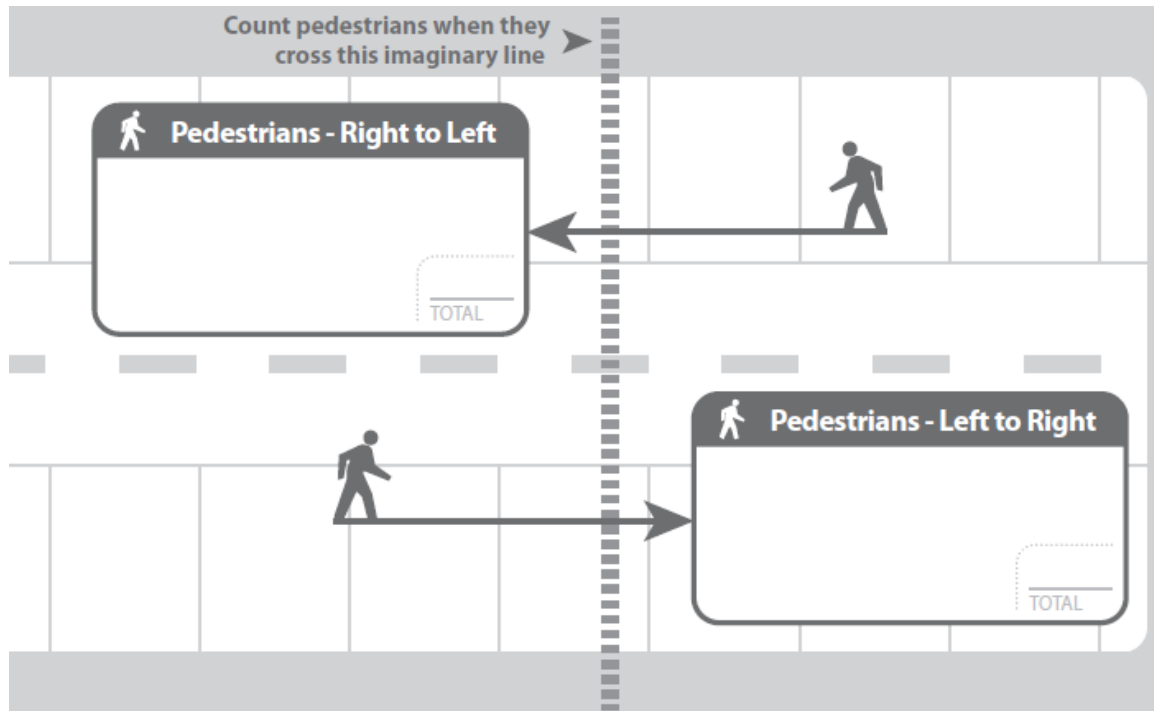 Count pedestrians when they
cross this imaginary line
Pedestrians - Right to Left
TOTAL
Pedestrians - Left to Right
TOTAL